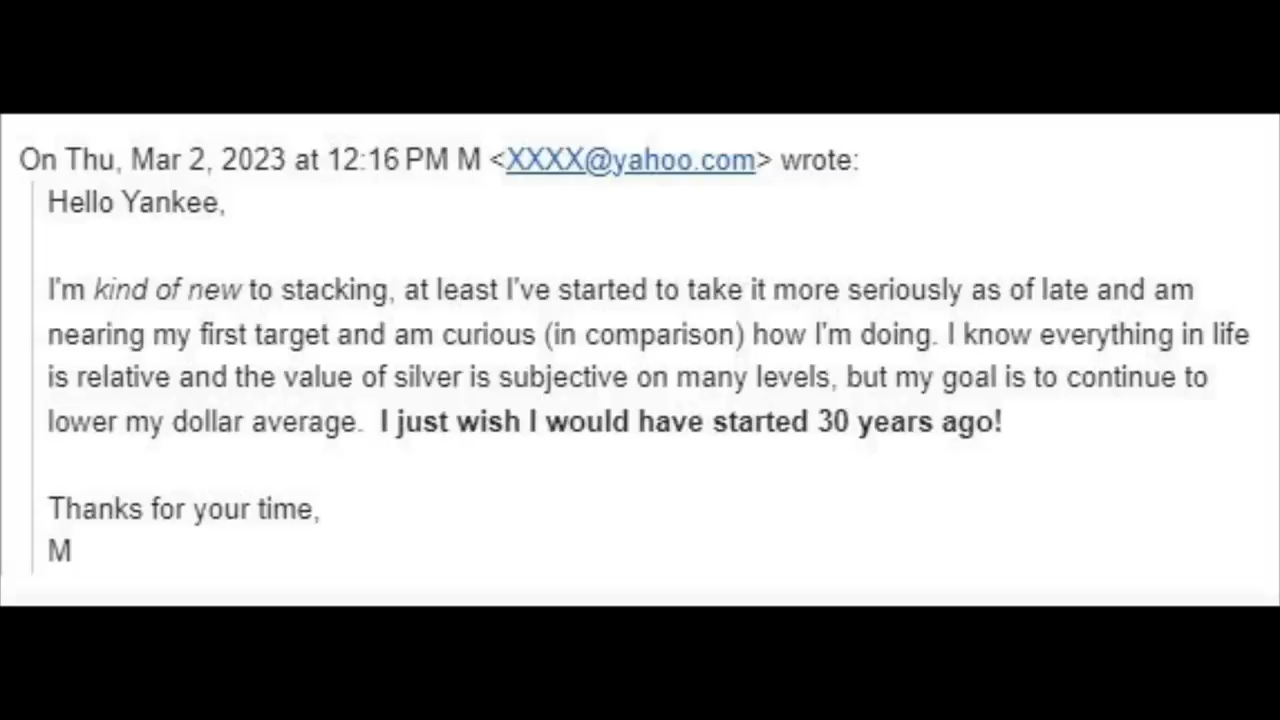 On Thu, Mar 2, 2023 at 12:16 PM M <XXXX@yahoo.com> wrote:
Hello Yankee,
I'm kind of new to stacking, at least I've started to take it more seriously as of late and am
nearing my first target and am curious (in comparison) how I'm doing. I know everything in life
is relative and the value of silver is subjective on many levels, but my goal is to continue to
lower my dollar average. I just wish I would have started 30 years ago!
Thanks for your time,
M